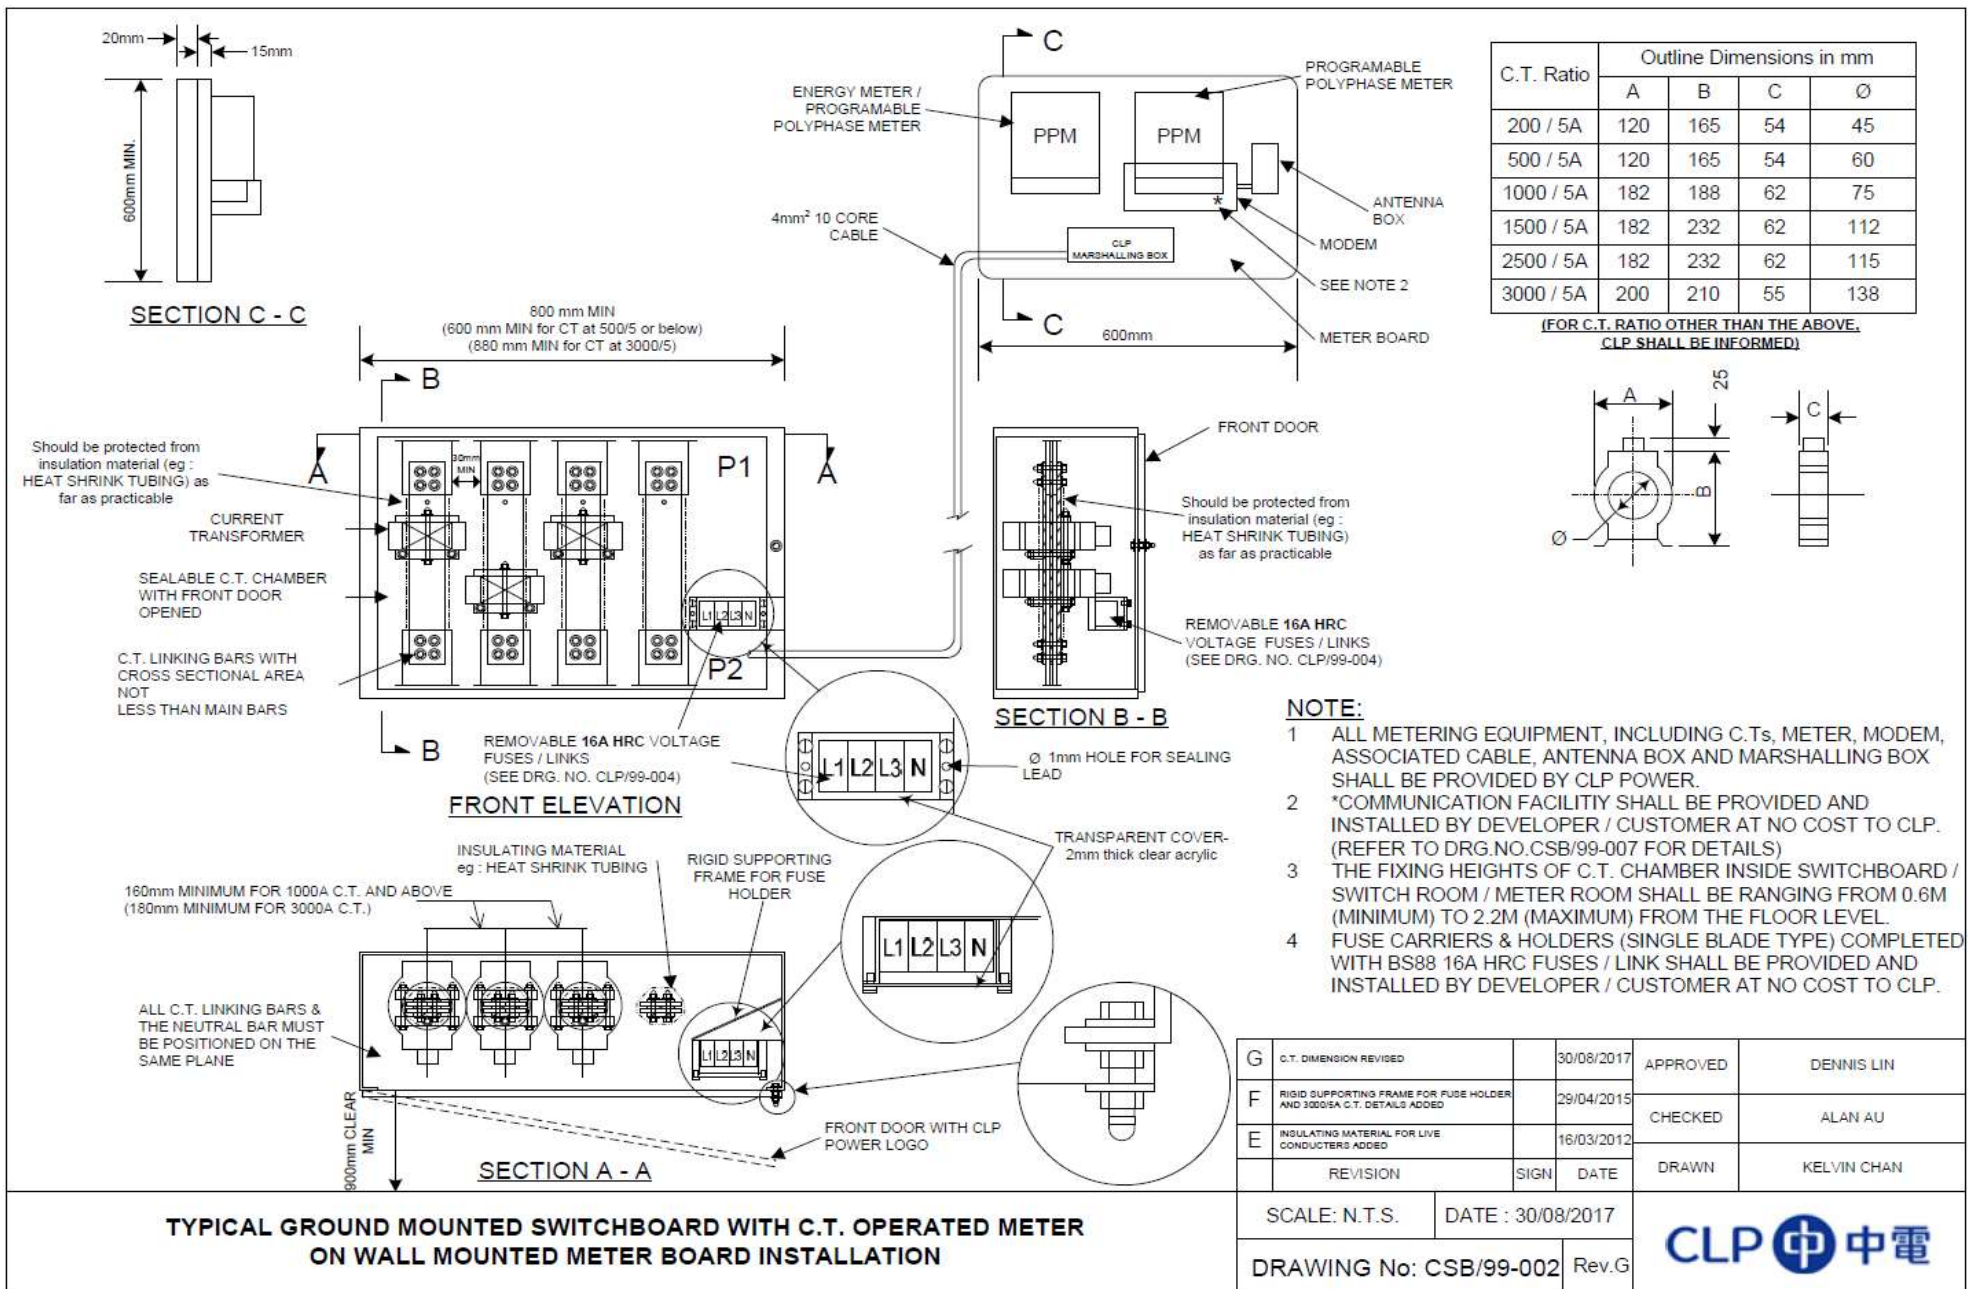 20mm
15mm
600mm MIN.
SECTION C - C
C
ENERGY METER /
PROGRAMABLE
POLYPHASE METER
PROGRAMABLE
POLYPHASE METER
PPM
PPM
*
4mm² 10 CORE
CABLE
CLP
MARSHALLING BOX
ANTENNA
BOX
MODEM
SEE NOTE 2
METER BOARD
C
600mm
C.T. Ratio Outline Dimensions in mm
A B C Ø
200 / 5A 120 165 54 45
500 / 5A 120 165 54 60
1000 / 5A 182 188 62 75
1500 / 5A 182 232 62 112
2500 / 5A 182 232 62 115
3000 / 5A 200 210 55 138
(FOR C.T. RATIO OTHER THAN THE ABOVE,
CLP SHALL BE INFORMED)
A
25
C
B
Ø
800 mm MIN
(600 mm MIN for CT at 500/5 or below)
(880 mm MIN for CT at 3000/5)
B
A
A
Should be protected from
insulation material (eg :
HEAT SHRINK TUBING) as
far as practicable
30mm
MIN
P1
CURRENT
TRANSFORMER
SEALABLE C.T. CHAMBER
WITH FRONT DOOR
OPENED
L1 L2 L3 N
P2
C.T. LINKING BARS WITH
CROSS SECTIONAL AREA
NOT
LESS THAN MAIN BARS
B
REMOVABLE 16A HRC VOLTAGE
FUSES / LINKS
(SEE DRG. NO. CLP/99-004)
FRONT ELEVATION
L1 L2 L3 N
Ø 1mm HOLE FOR SEALING
LEAD
TRANSPARENT COVER-
2mm thick clear acrylic
FRONT DOOR
Should be protected from
insulation material (eg :
HEAT SHRINK TUBING)
as far as practicable
REMOVABLE 16A HRC
VOLTAGE FUSES / LINKS
(SEE DRG. NO. CLP/99-004)
SECTION B - B
NOTE:
1 ALL METERING EQUIPMENT, INCLUDING C.Ts, METER, MODEM,
ASSOCIATED CABLE, ANTENNA BOX AND MARSHALLING BOX
SHALL BE PROVIDED BY CLP POWER.
2 *COMMUNICATION FACILITIY SHALL BE PROVIDED AND
INSTALLED BY DEVELOPER / CUSTOMER AT NO COST TO CLP.
(REFER TO DRG.NO.CSB/99-007 FOR DETAILS)
3 THE FIXING HEIGHTS OF C.T. CHAMBER INSIDE SWITCHBOARD /
SWITCH ROOM / METER ROOM SHALL BE RANGING FROM 0.6M
(MINIMUM) TO 2.2M (MAXIMUM) FROM THE FLOOR LEVEL.
4 FUSE CARRIERS & HOLDERS (SINGLE BLADE TYPE) COMPLETED
WITH BS88 16A HRC FUSES / LINK SHALL BE PROVIDED AND
INSTALLED BY DEVELOPER / CUSTOMER AT NO COST TO CLP.
INSULATING MATERIAL
eg : HEAT SHRINK TUBING
RIGID SUPPORTING
FRAME FOR FUSE
HOLDER
160mm MINIMUM FOR 1000A C.T. AND ABOVE
(180mm MINIMUM FOR 3000A C.T.)
L1 L2 L3 N
ALL C.T. LINKING BARS &
THE NEUTRAL BAR MUST
BE POSITIONED ON THE
SAME PLANE
L1 L2 L3 N
900mm CLEAR
MIN
FRONT DOOR WITH CLP
POWER LOGO
SECTION A - A
G C.T. DIMENSION REVISED 30/08/2017
F RIGID SUPPORTING FRAME FOR FUSE HOLDER
AND 3000/5A C.T. DETAILS ADDED 29/04/2015
E INSULATING MATERIAL FOR LIVE
CONDUCTERS ADDED 16/03/2012
REVISION SIGN DATE
APPROVED DENNIS LIN
CHECKED ALAN AU
DRAWN KELVIN CHAN
TYPICAL GROUND MOUNTED SWITCHBOARD WITH C.T. OPERATED METER
ON WALL MOUNTED METER BOARD INSTALLATION
SCALE: N.T.S. DATE : 30/08/2017
DRAWING No: CSB/99-002 Rev.G
CLP 中電